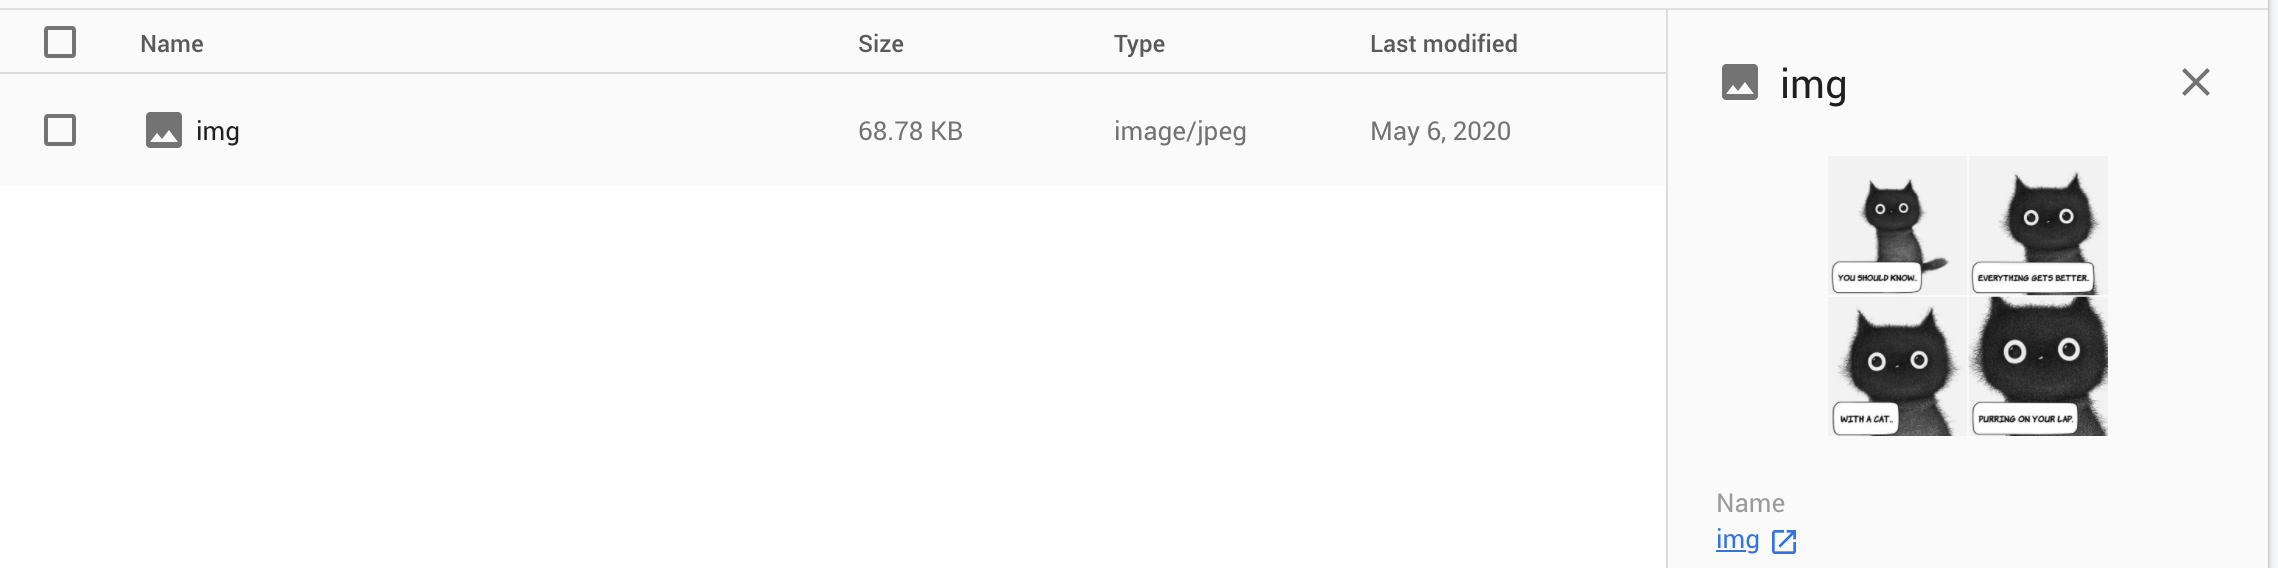 Name Size Type Last modified
img 68.78 KB image/jpeg May 6, 2020
img
YOU SHOULD KNOW.
EVERYTHING GETS BETTER.
WITH A CAT..
PURRING ON YOUR LAP.
Name
img